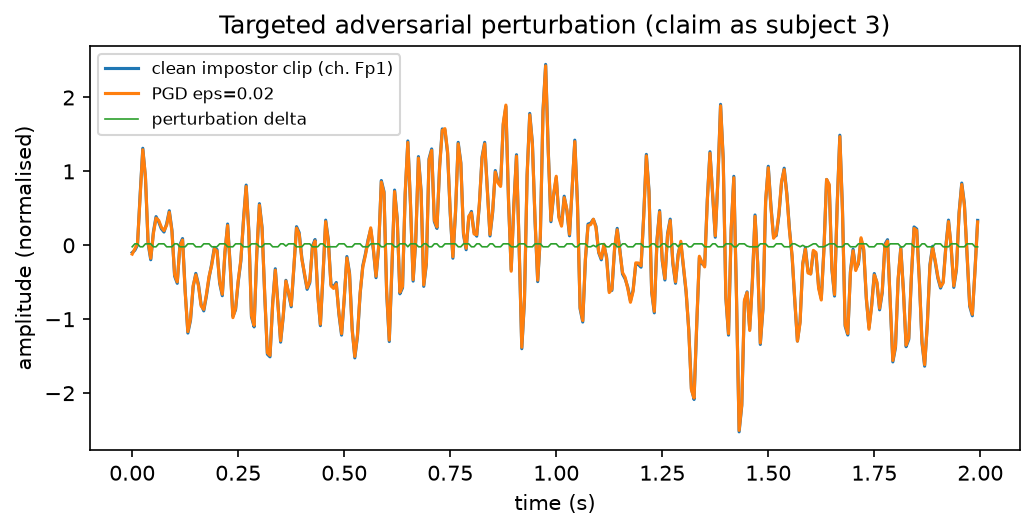 Targeted adversarial perturbation (claim as subject 3)
clean impostor clip (ch. Fp1)
PGD eps=0.02
perturbation delta
amplitude (normalised)
2
1
0
−1
−2
0.00 0.25 0.50 0.75 1.00 1.25 1.50 1.75 2.00
time (s)